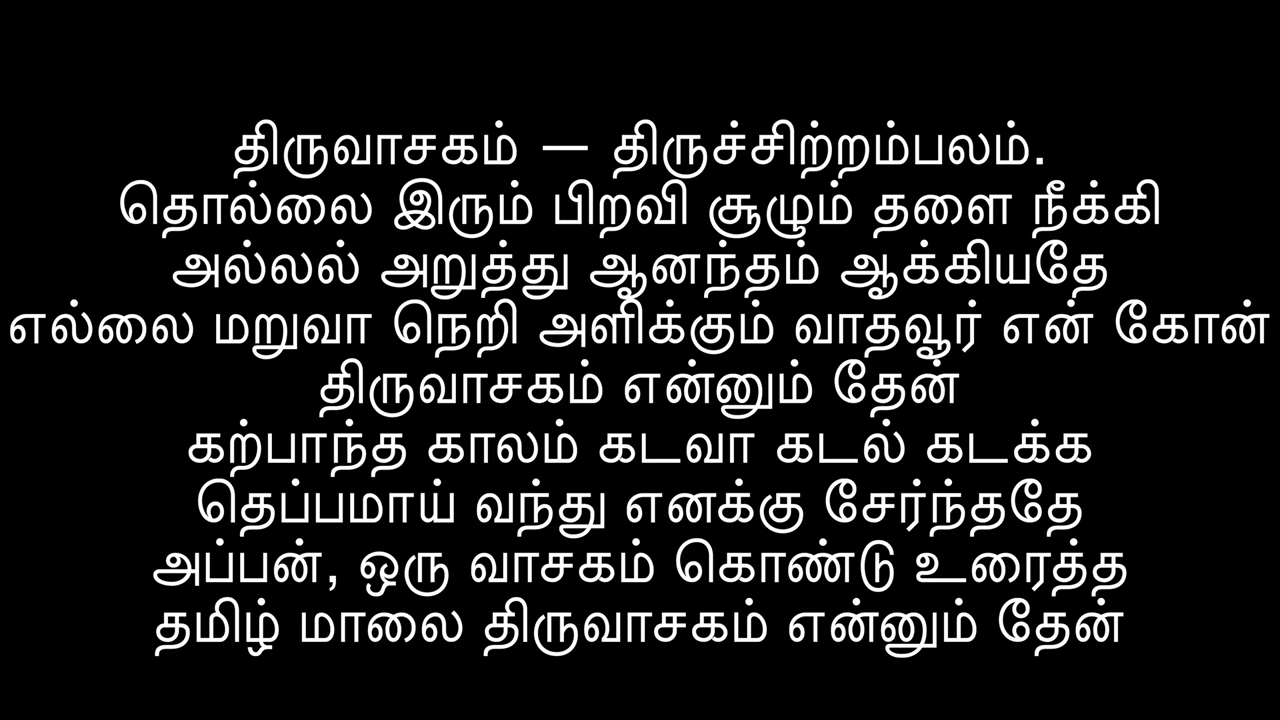 திருவாசகம் — திருச்சிற்றம்பலம்.
தொல்லை இரும் பிறவி சூழும் தளை நீக்கி
அல்லல் அறுத்து ஆனந்தம் ஆக்கியதே
எல்லை மறுவா நெறி அளிக்கும் வாதவூர் என் கோன்
திருவாசகம் என்னும் தேன்
கற்பாந்த காலம் கடவா கடல் கடக்க
தெப்பமாய் வந்து எனக்கு சேர்ந்ததே
அப்பன், ஒரு வாசகம் கொண்டு உரைத்த
தமிழ் மாலை திருவாசகம் என்னும் தேன்